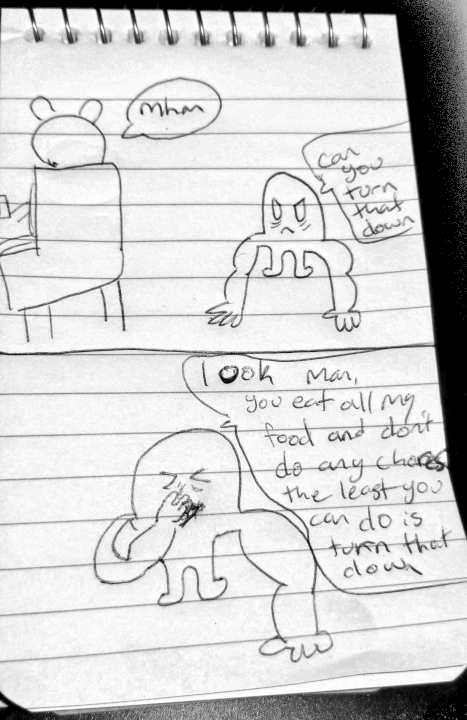 Mhm
can
you
turn
that
down
look man,
you eat all my
food and don't
do any chores
the least you
can do is
turn that
down